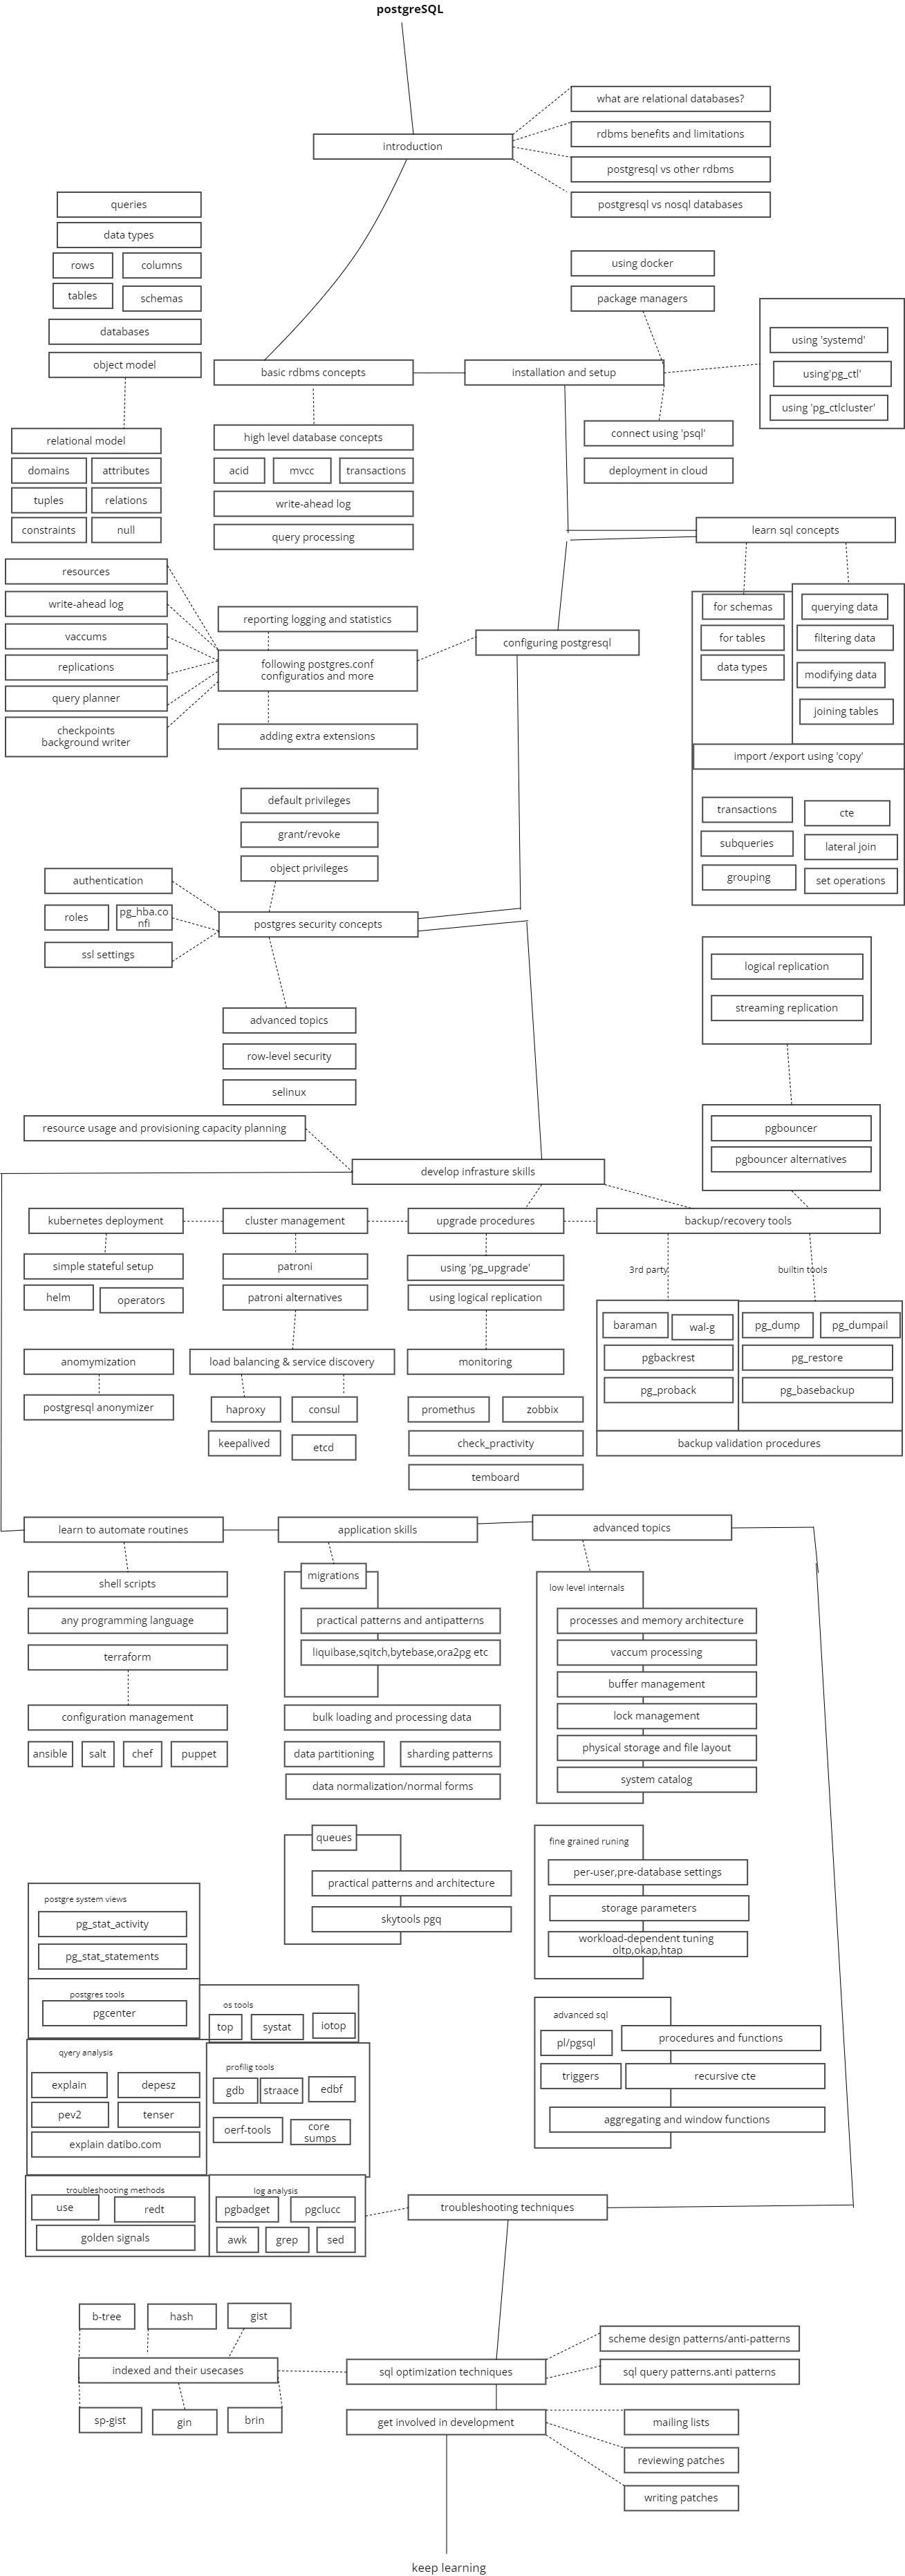 postgreSQL
introduction
what are relational databases?
rdbms benefits and limitations
postgresql vs other rdbms
postgresql vs nosql databases
queries
data types
rows
columns
tables
schemas
databases
object model
relational model
domains
attributes
tuples
relations
constraints
null
basic rdbms concepts
high level database concepts
acid
mvcc
transactions
write-ahead log
query processing
using docker
package managers
installation and setup
connect using 'psql'
deployment in cloud
using 'systemd'
using'pg_ctl'
using 'pg_ctlcluster'
learn sql concepts
for schemas
for tables
data types
querying data
filtering data
modifying data
joining tables
import /export using 'copy'
transactions
cte
subqueries
lateral join
grouping
set operations
configuring postgresql
reporting logging and statistics
following postgres.conf
configuratios and more
adding extra extensions
resources
write-ahead log
vaccums
replications
query planner
checkpoints
background writer
default privileges
grant/revoke
object privileges
postgres security concepts
authentication
roles
pg_hba.co
nfi
ssl settings
advanced topics
row-level security
selinux
logical replication
streaming replication
pgbouncer
pgbouncer alternatives
resource usage and provisioning capacity planning
develop infrasture skills
kubernetes deployment
cluster management
upgrade procedures
backup/recovery tools
simple stateful setup
helm
operators
patroni
patroni alternatives
using 'pg_upgrade'
using logical replication
3rd party
builtin tools
baraman
wal-g
pgbackrest
pg_proback
pg_dump
pg_dumpail
pg_restore
pg_basebackup
backup validation procedures
anomymization
postgresql anonymizer
load balancing & service discovery
haproxy
consul
keepalived
etcd
monitoring
promethus
zobbix
check_practivity
temboard
learn to automate routines
application skills
advanced topics
shell scripts
any programming language
terraform
configuration management
ansible
salt
chef
puppet
migrations
practical patterns and antipatterns
liquibase,sqitch,bytebase,ora2pg etc
bulk loading and processing data
data partitioning
sharding patterns
data normalization/normal forms
queues
practical patterns and architecture
skytools pgq
low level internals
processes and memory architecture
vaccum processing
buffer management
lock management
physical storage and file layout
system catalog
fine grained runing
per-user,pre-database settings
storage parameters
workload-dependent tuning
oltp,okap,htap
advanced sql
pl/pgsql
procedures and functions
triggers
recursive cte
aggregating and window functions
postgre system views
pg_stat_activity
pg_stat_statements
postgres tools
pgcenter
os tools
top
systat
iotop
qyery analysis
explain
depesz
pev2
tenser
explain datibo.com
profilig tools
gdb
straace
edbf
oerf-tools
core
sumps
troubleshooting methods
use
redt
golden signals
log analysis
pgbadget
pgclucc
awk
grep
sed
troubleshooting techniques
b-tree
hash
gist
indexed and their usecases
sp-gist
gin
brin
sql optimization techniques
scheme design patterns/anti-patterns
sql query patterns.anti patterns
get involved in development
mailing lists
reviewing patches
writing patches
keep learning